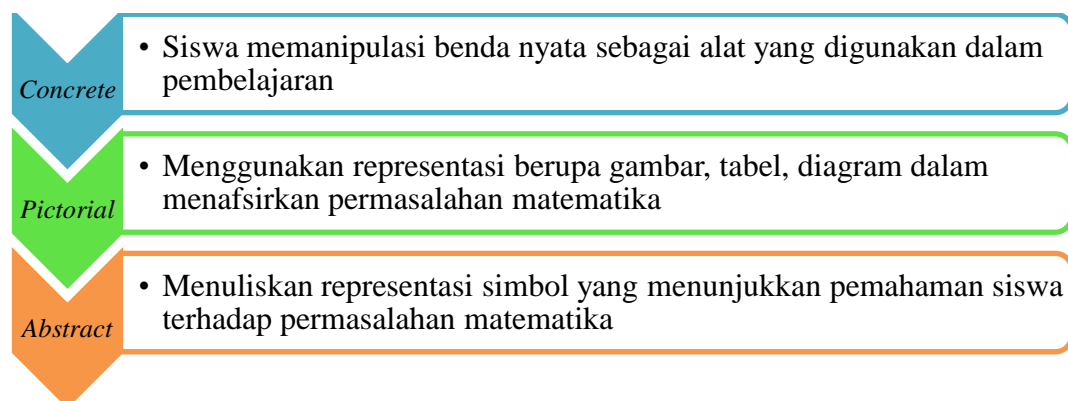 • Siswa memanipulasi benda nyata sebagai alat yang digunakan dalam
pembelajaran
Concrete
• Menggunakan representasi berupa gambar, tabel, diagram dalam
menafsirkan permasalahan matematika
Pictorial
• Menuliskan representasi simbol yang menunjukkan pemahaman siswa
terhadap permasalahan matematika
Abstract